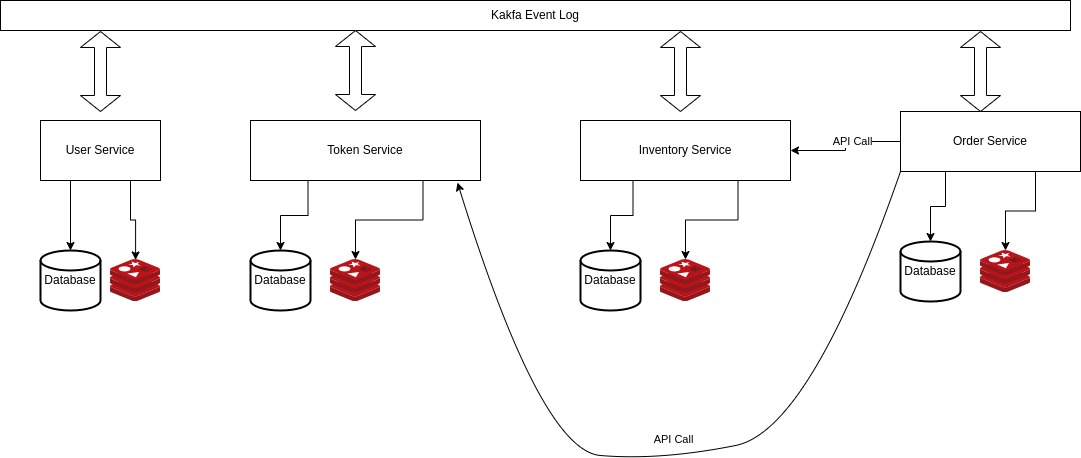 Kakfa Event Log
User Service
Token Service
Inventory Service
API Call
Order Service
Database
Database
Database
Database
API Call